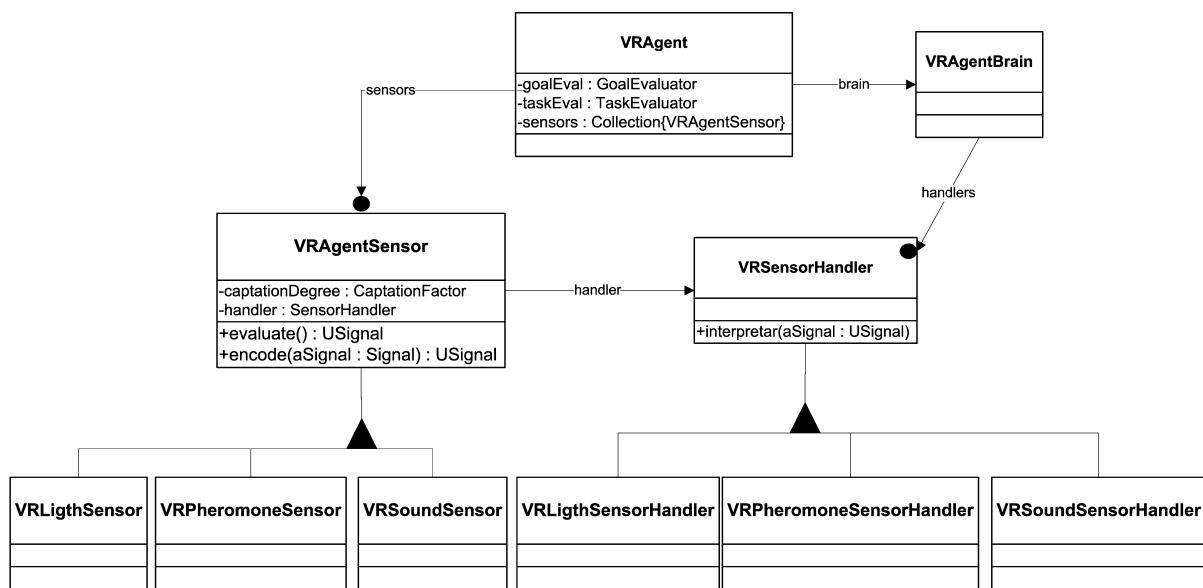 VRAgent
-goalEval : GoalEvaluator
-taskEval : TaskEvaluator
-sensors : Collection{VRAgentSensor}
VRAgentBrain
sensors
brain
handlers
VRAgentSensor
-captationDegree : CaptationFactor
-handler : SensorHandler
+evaluate() : USignal
+encode(aSignal : Signal) : USignal
handler
VRSensorHandler
+interpretar(aSignal : USignal)
VRLigthSensor
VRPheromoneSensor
VRSoundSensor
VRLigthSensorHandler
VRPheromoneSensorHandler
VRSoundSensorHandler